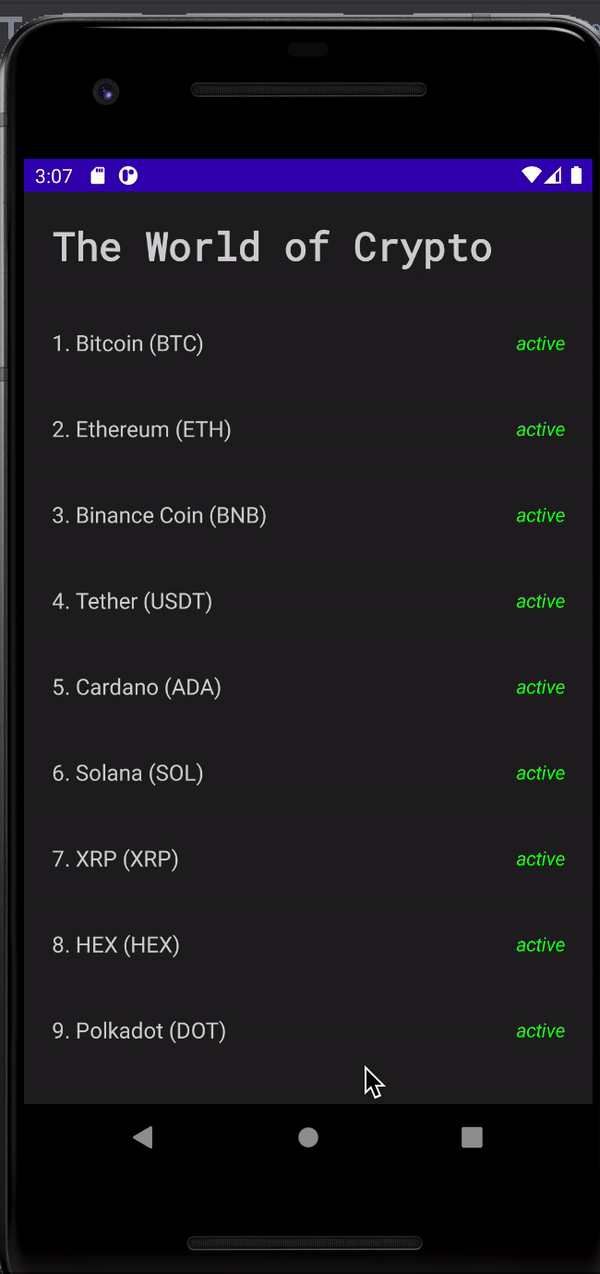 3:07
The World of Crypto
1. Bitcoin (BTC) active
2. Ethereum (ETH) active
3. Binance Coin (BNB) active
4. Tether (USDT) active
5. Cardano (ADA) active
6. Solana (SOL) active
7. XRP (XRP) active
8. HEX (HEX) active
9. Polkadot (DOT) active